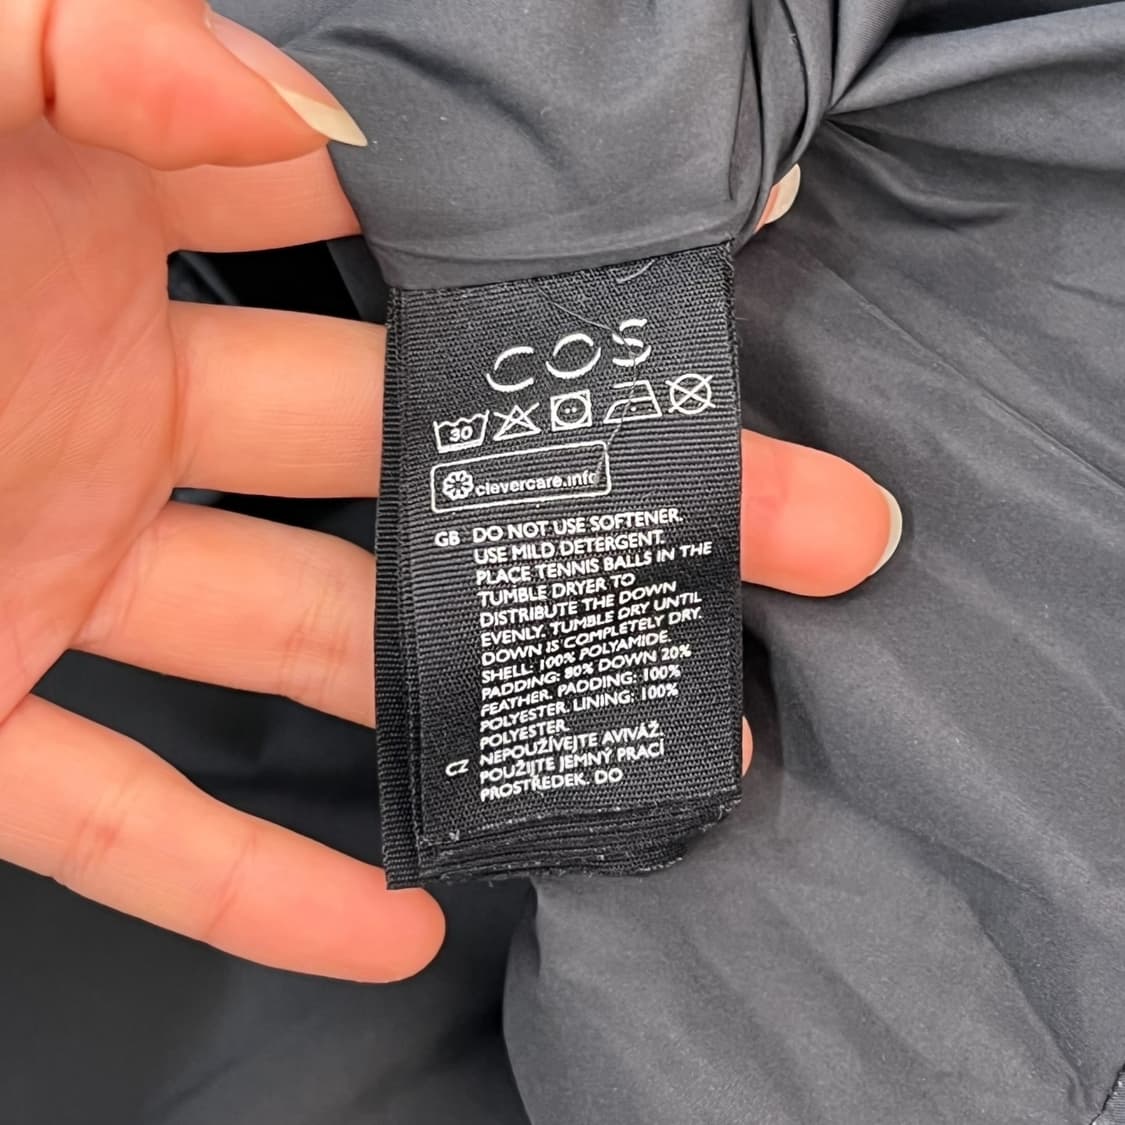 COS
30
clevercare.info
GB DO NOT USE SOFTENER.
USE MILD DETERGENT.
PLACE TENNIS BALLS IN THE
TUMBLE DRYER TO
DISTRIBUTE THE DOWN
EVENLY. TUMBLE DRY UNTIL
DOWN IS COMPLETELY DRY.
SHELL: 100% POLYAMIDE.
PADDING: 80% DOWN 20%
FEATHER. PADDING: 100%
POLYESTER. LINING: 100%
POLYESTER.
CZ NEPOUŽÍVEJTE AVIVÁŽ.
POUŽIJTE JEMNÝ PRACÍ
PROSTŘEDEK. DO